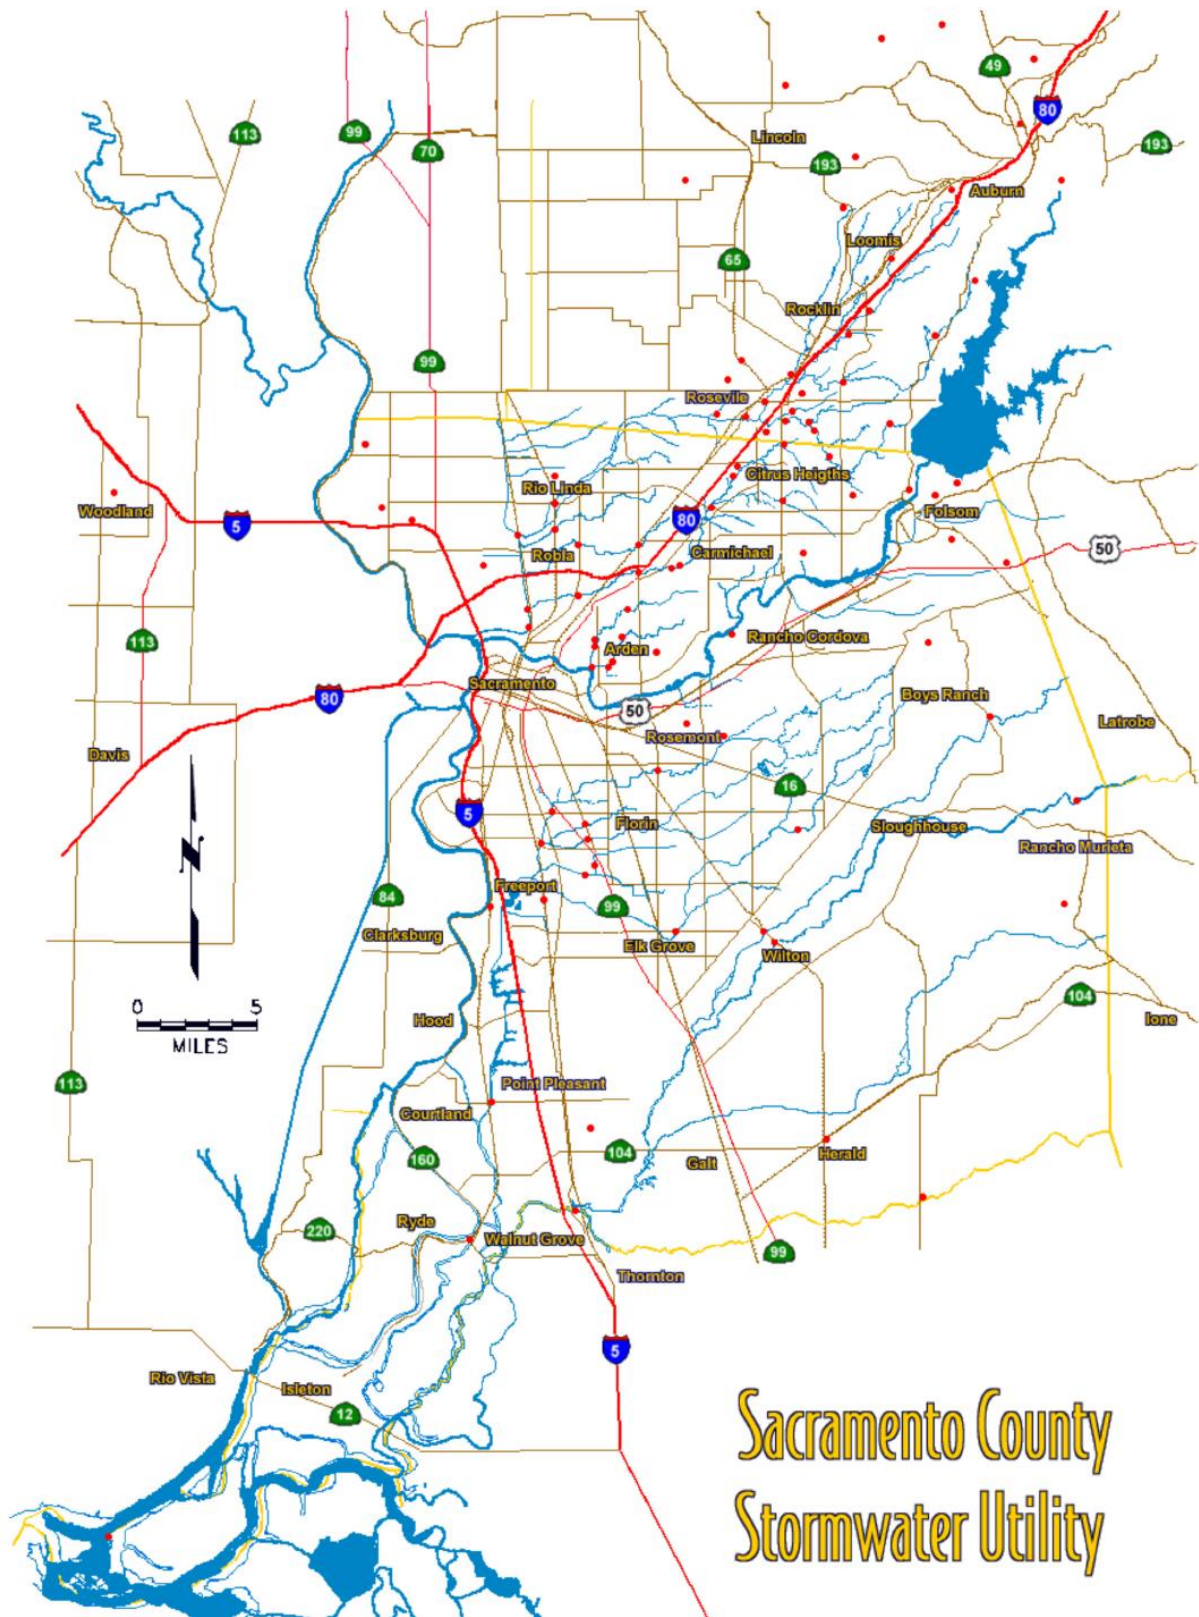 49
80
113
99
70
Lincoln
193
193
Auburn
Loomis
65
Rocklin
99
Rosevile
Citrus Heigths
Rio Linda
Woodland
5
80
Folsom
Robla
Carmichael
50
113
Arden
Rancho Cordova
Sacramento
80
50
Boys Ranch
Latrobe
Rosemont
Davis
16
N
5
Florin
Sloughhouse
Rancho Murieta
Freeport
84
99
Clarksburg
Elk Grove
Wilton
0 5
MILES
104
Hood
Ione
113
Point Pleasant
Courtland
160
104
Galt
Herald
Ryde
220
Walnut Grove
99
Thornton
5
Rio Vista
Isleton
12
Sacramento County
Stormwater Utility